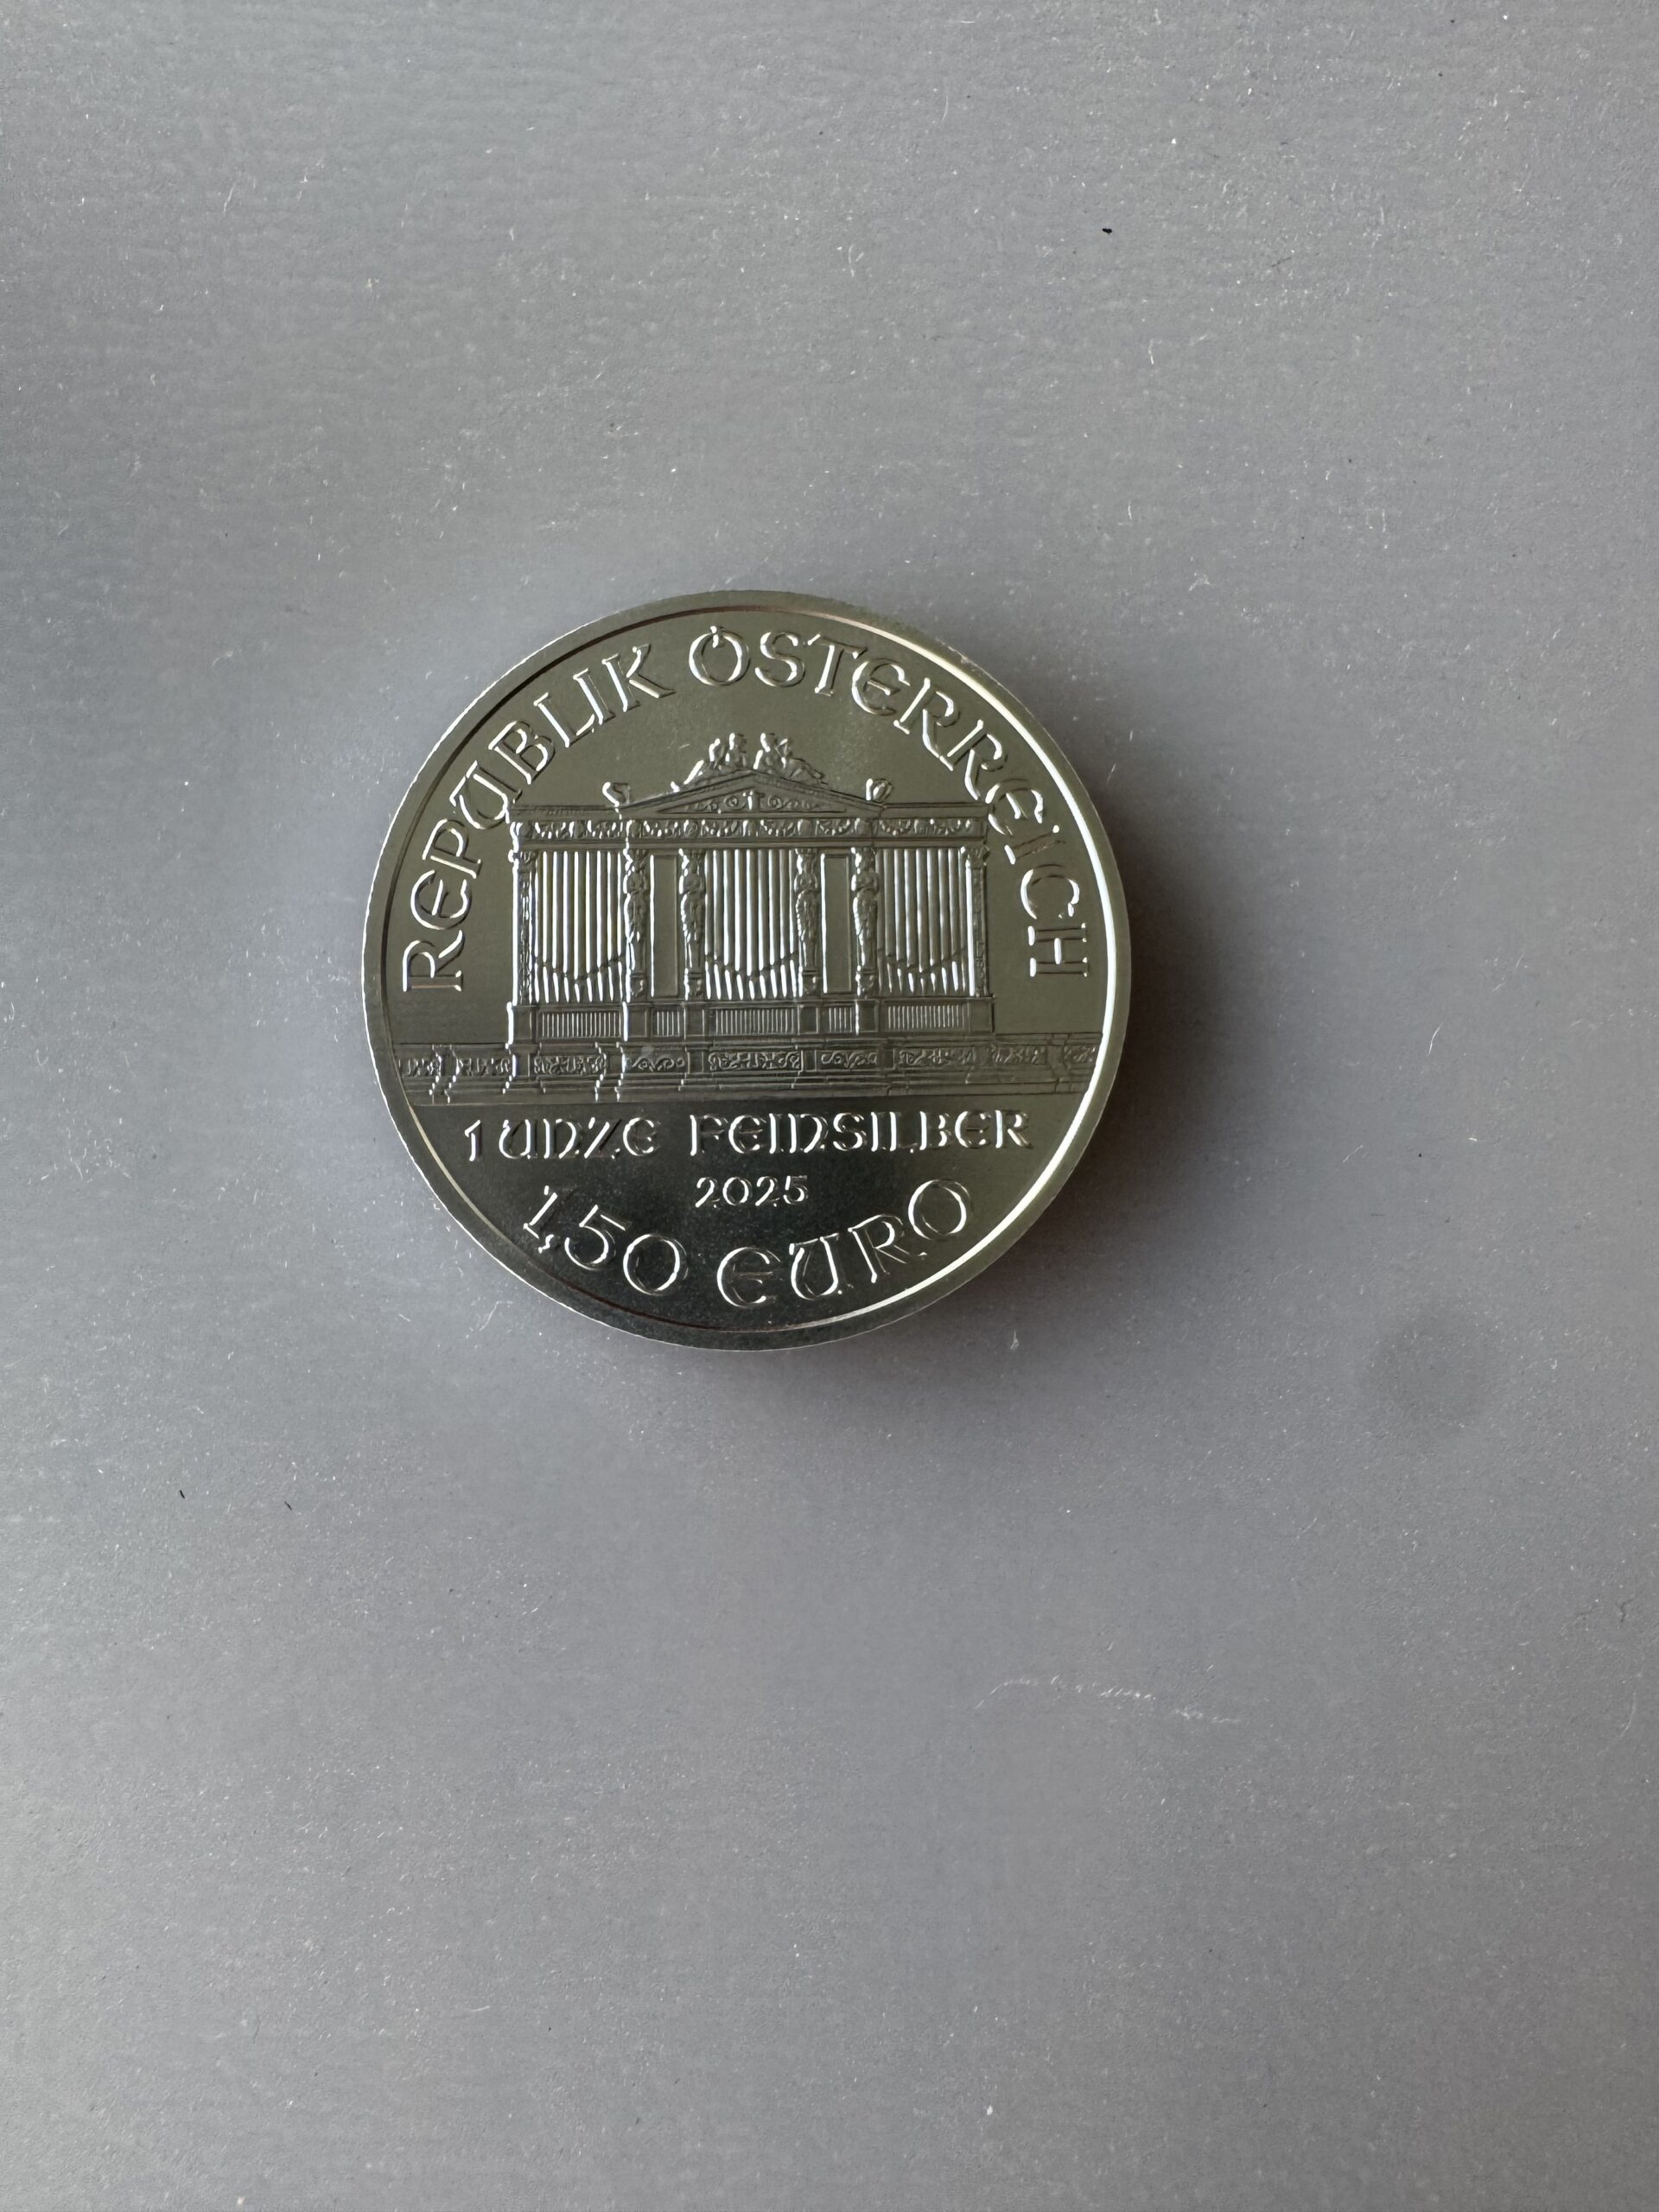 REPUBLIK ÖSTERREICH
1 UNZE FEINSILBER
2025
1,50 EURO